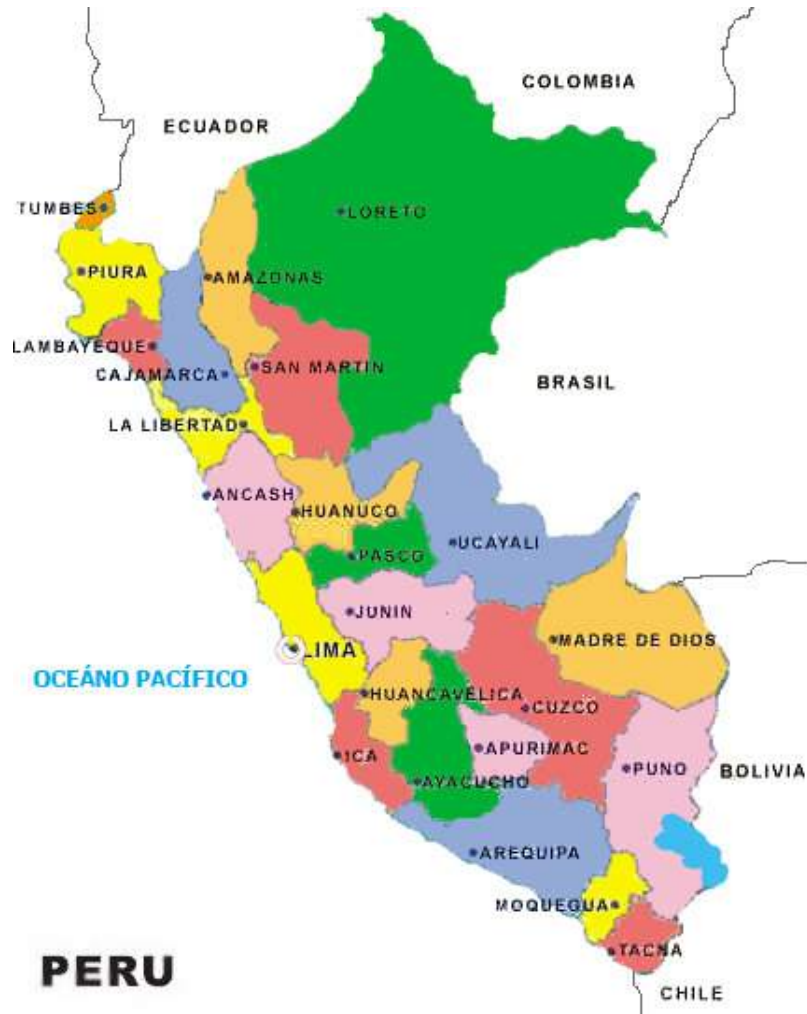 COLOMBIA
ECUADOR
TUMBES
LORETO
PIURA
AMAZONAS
LAMBAYEQUE
CAJAMARCA
SAN MARTIN
BRASIL
LA LIBERTAD
ANCASH
HUANUCO
UCAYALI
PASCO
JUNIN
MADRE DE DIOS
LIMA
OCEÁNO PACÍFICO
HUANCAVELICA
CUZCO
ICA
APURIMAC
PUNO
BOLIVIA
AYACUCHO
AREQUIPA
MOQUEGUA
TACNA
PERU
CHILE